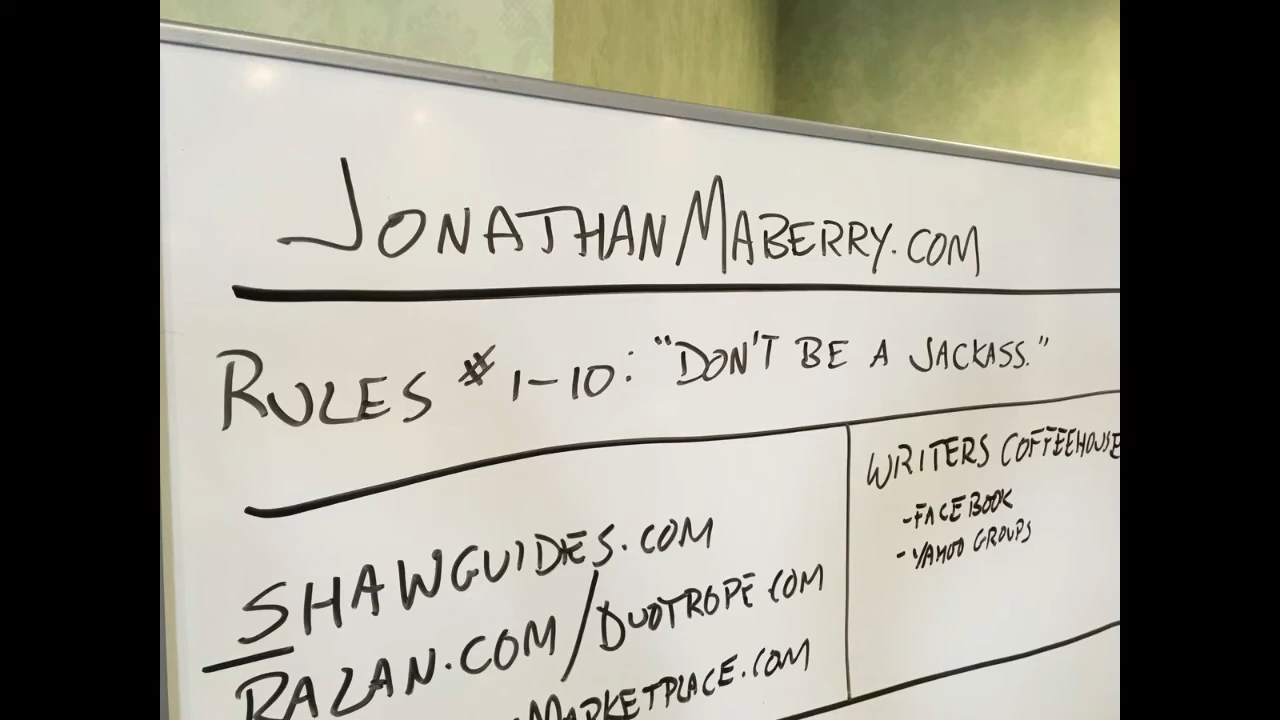 JONATHANMABERRY.COM
RULES # 1-10: "DON'T BE A JACKASS."
SHAWGUIDES.COM
RALAN.COM/DUOTROPE.COM
MARKETPLACE.COM
WRITERS COFFEEHOUSE
-FACEBOOK
-YAHOO GROUPS